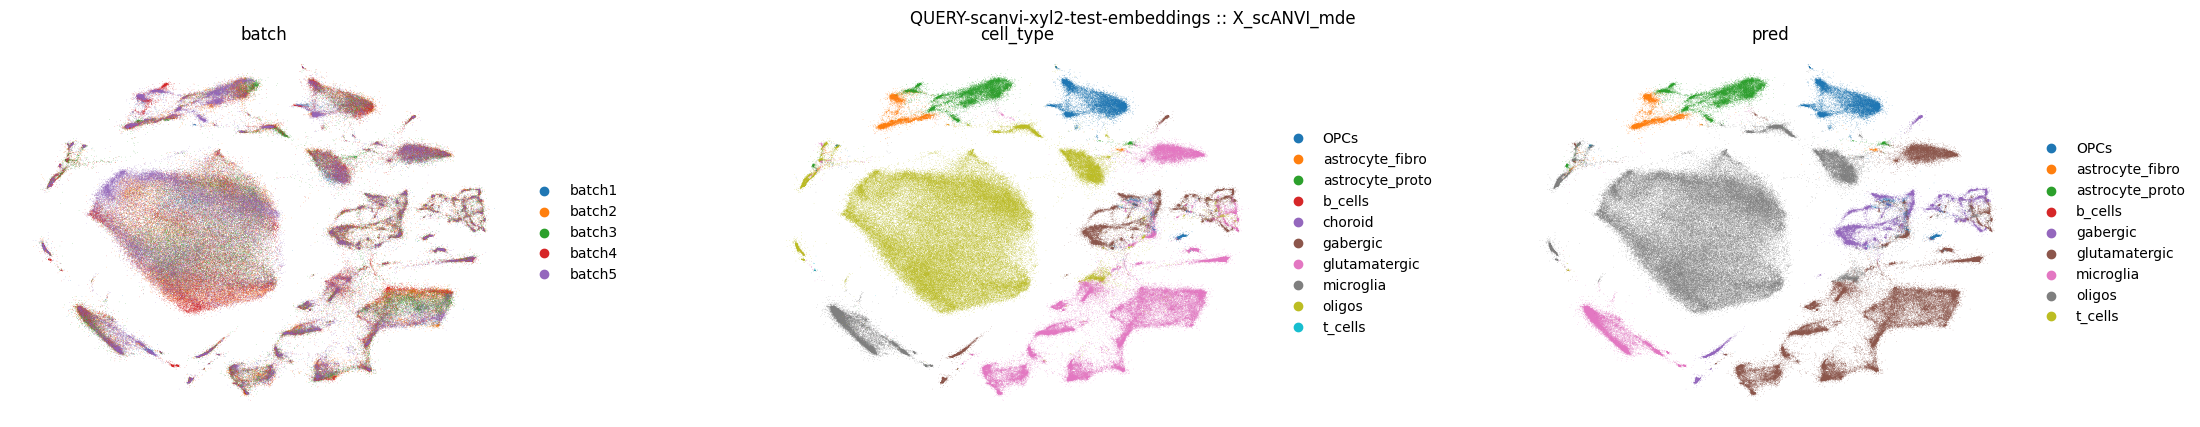 QUERY-scanvi-xyl2-test-embeddings :: X_scANVI_mde
batch
batch1
batch2
batch3
batch4
batch5
cell_type
OPCs
astrocyte_fibro
astrocyte_proto
b_cells
choroid
gabergic
glutamatergic
microglia
oligos
t_cells
pred
OPCs
astrocyte_fibro
astrocyte_proto
b_cells
gabergic
glutamatergic
microglia
oligos
t_cells